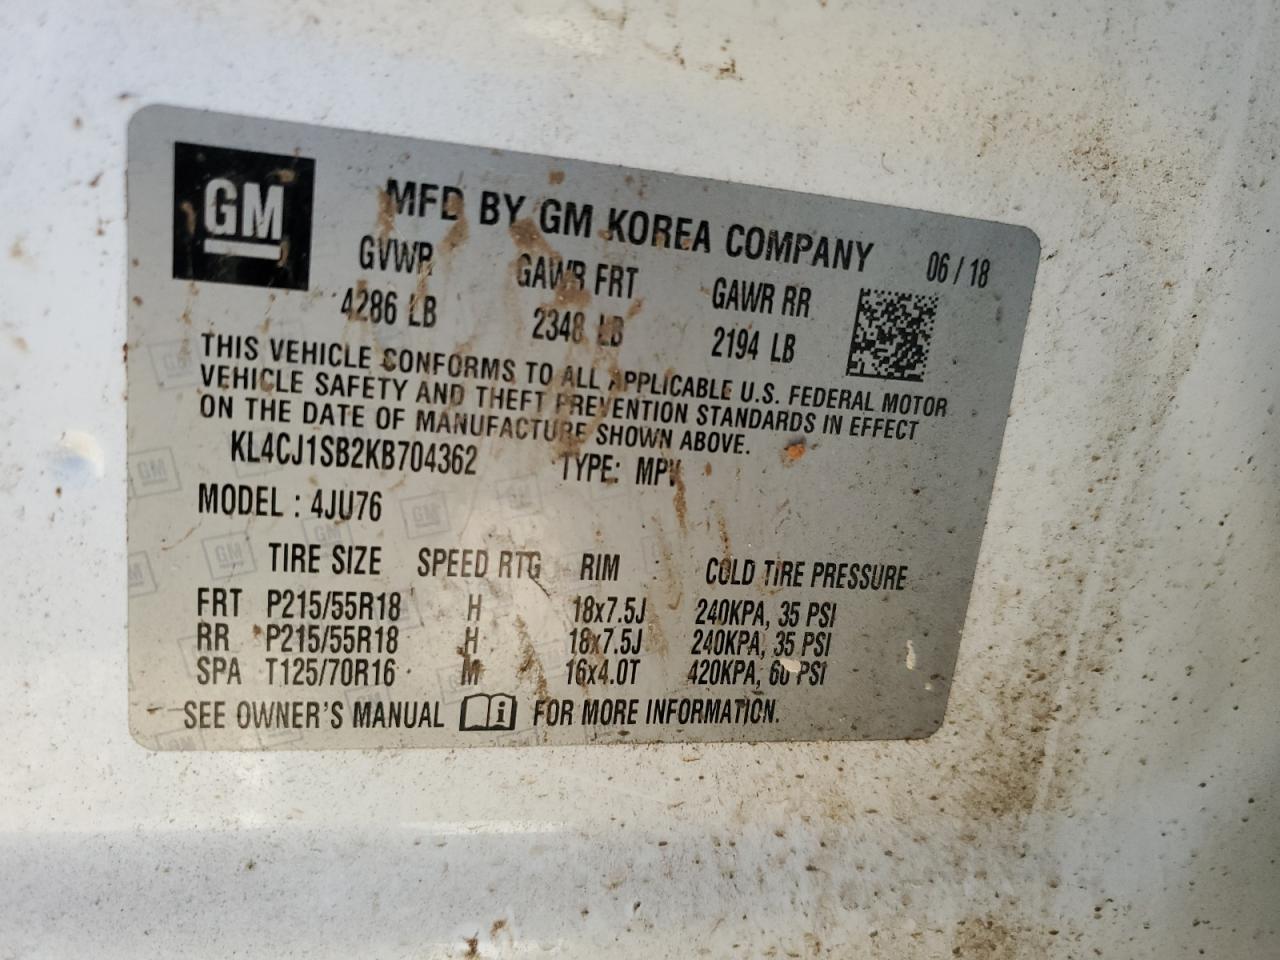 GM
MFD BY GM KOREA COMPANY 06 / 18
GVWR GAWR FRT GAWR RR
4286 LB 2348 LB 2194 LB
THIS VEHICLE CONFORMS TO ALL APPLICABLE U.S. FEDERAL MOTOR
VEHICLE SAFETY AND THEFT PREVENTION STANDARDS IN EFFECT
ON THE DATE OF MANUFACTURE SHOWN ABOVE.
KL4CJ1SB2KB704362 TYPE: MPV
MODEL : 4JU76
TIRE SIZE SPEED RTG RIM COLD TIRE PRESSURE
FRT P215/55R18 H 18x7.5J 240KPA, 35 PSI
RR P215/55R18 H 18x7.5J 240KPA, 35 PSI
SPA T125/70R16 M 16x4.0T 420KPA, 60 PSI
SEE OWNER'S MANUAL i FOR MORE INFORMATION.